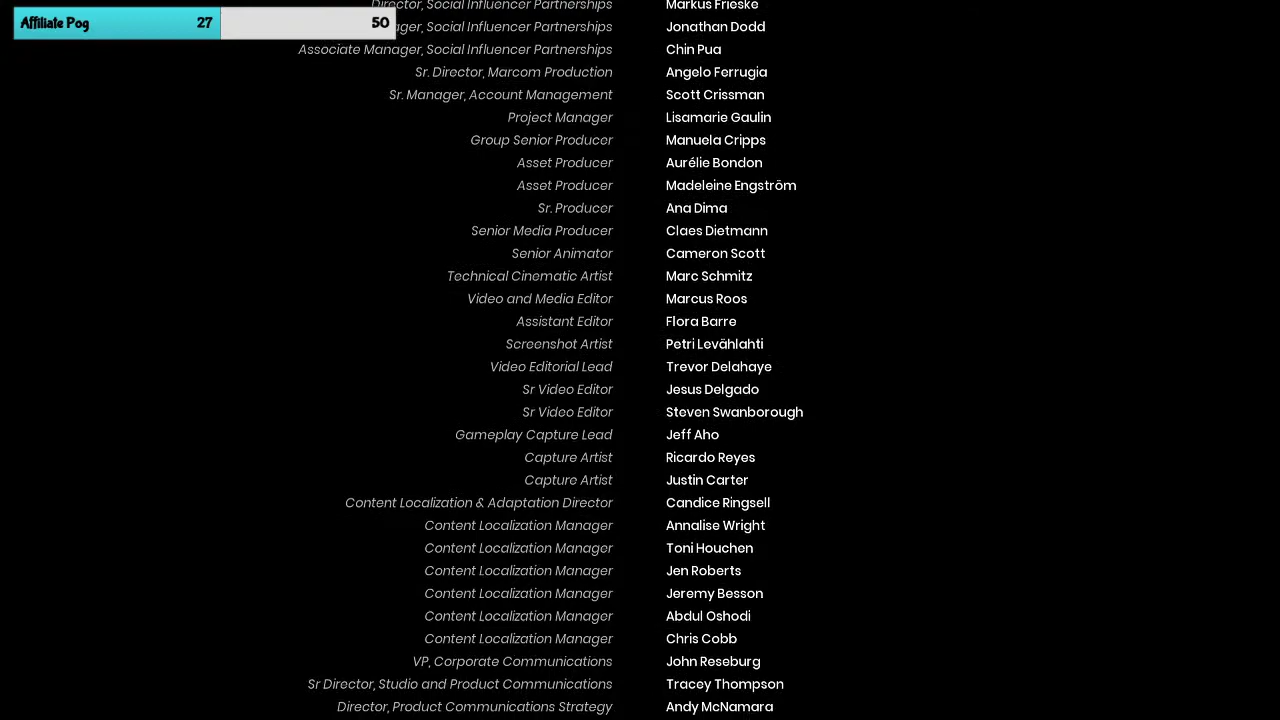 Director, Social Influencer Partnerships Markus Frieske
Affiliate Pog 27 50
ager, Social Influencer Partnerships Jonathan Dodd
Associate Manager, Social Influencer Partnerships Chin Pua
Sr. Director, Marcom Production Angelo Ferrugia
Sr. Manager, Account Management Scott Crissman
Project Manager Lisamarie Gaulin
Group Senior Producer Manuela Cripps
Asset Producer Aurélie Bondon
Asset Producer Madeleine Engström
Sr. Producer Ana Dima
Senior Media Producer Claes Dietmann
Senior Animator Cameron Scott
Technical Cinematic Artist Marc Schmitz
Video and Media Editor Marcus Roos
Assistant Editor Flora Barre
Screenshot Artist Petri Levählahti
Video Editorial Lead Trevor Delahaye
Sr Video Editor Jesus Delgado
Sr Video Editor Steven Swanborough
Gameplay Capture Lead Jeff Aho
Capture Artist Ricardo Reyes
Capture Artist Justin Carter
Content Localization & Adaptation Director Candice Ringsell
Content Localization Manager Annalise Wright
Content Localization Manager Toni Houchen
Content Localization Manager Jen Roberts
Content Localization Manager Jeremy Besson
Content Localization Manager Abdul Oshodi
Content Localization Manager Chris Cobb
VP, Corporate Communications John Reseburg
Sr Director, Studio and Product Communications Tracey Thompson
Director, Product Communications Strategy Andy McNamara